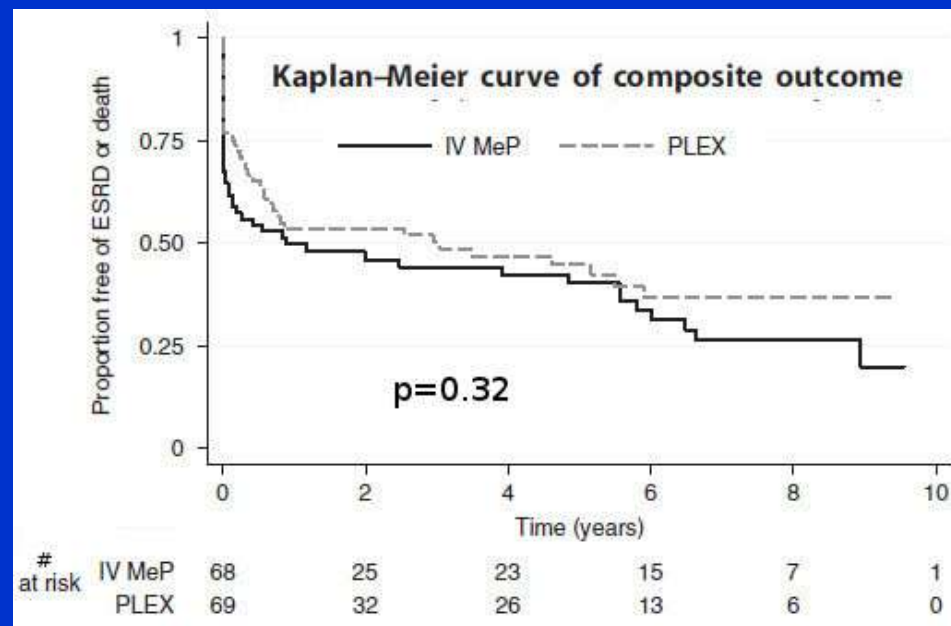 Kaplan–Meier curve of composite outcome
IV MeP PLEX
Proportion free of ESRD or death
1
0.75
0.50
0.25
0
p=0.32
0 2 4 6 8 10
Time (years)
# at risk
IV MeP 68 25 23 15 7 1
PLEX 69 32 26 13 6 0